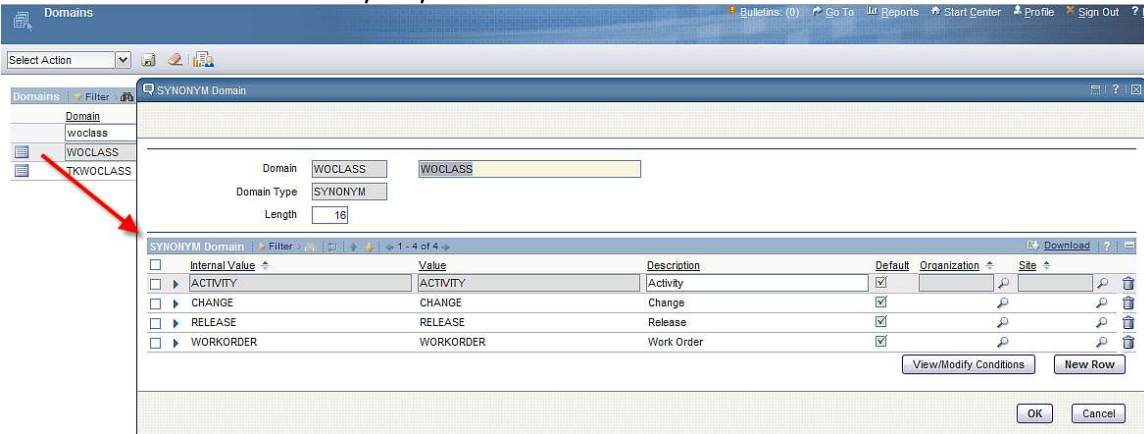 Domains
Bulletins: (0) Go To Reports Start Center Profile Sign Out ?
Select Action
Domains Filter
SYNONYM Domain ?
Domain
woclass
WOCLASS
TKWOCLASS
Domain WOCLASS WOCLASS
Domain Type SYNONYM
Length 16
SYNONYM Domain Filter 1 - 4 of 4 Download ?
Internal Value Value Description Default Organization Site
ACTIVITY ACTIVITY Activity
CHANGE CHANGE Change
RELEASE RELEASE Release
WORKORDER WORKORDER Work Order
View/Modify Conditions New Row
OK Cancel